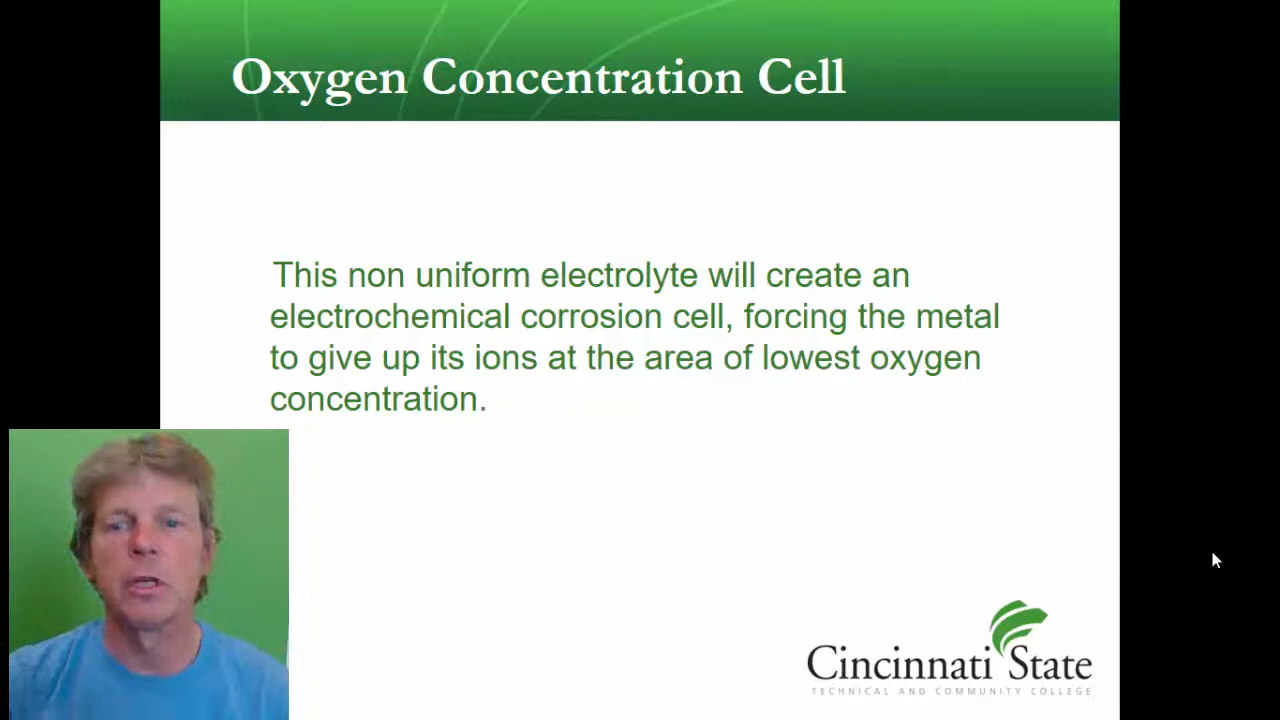 Oxygen Concentration Cell
This non uniform electrolyte will create an
electrochemical corrosion cell, forcing the metal
to give up its ions at the area of lowest oxygen
concentration.
Cincinnati State
TECHNICAL AND COMMUNITY COLLEGE